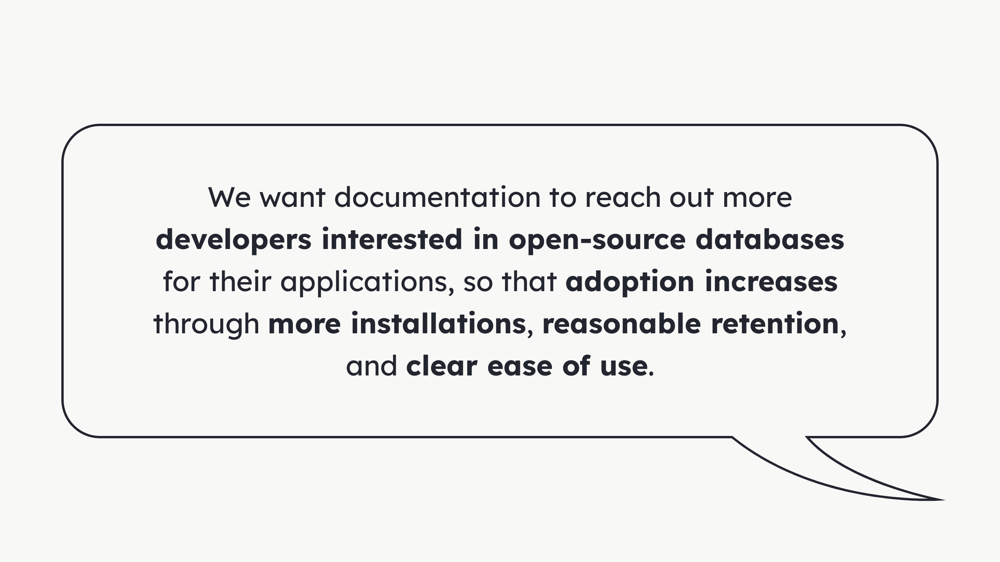 We want documentation to reach out more
developers interested in open-source databases
for their applications, so that adoption increases
through more installations, reasonable retention,
and clear ease of use.